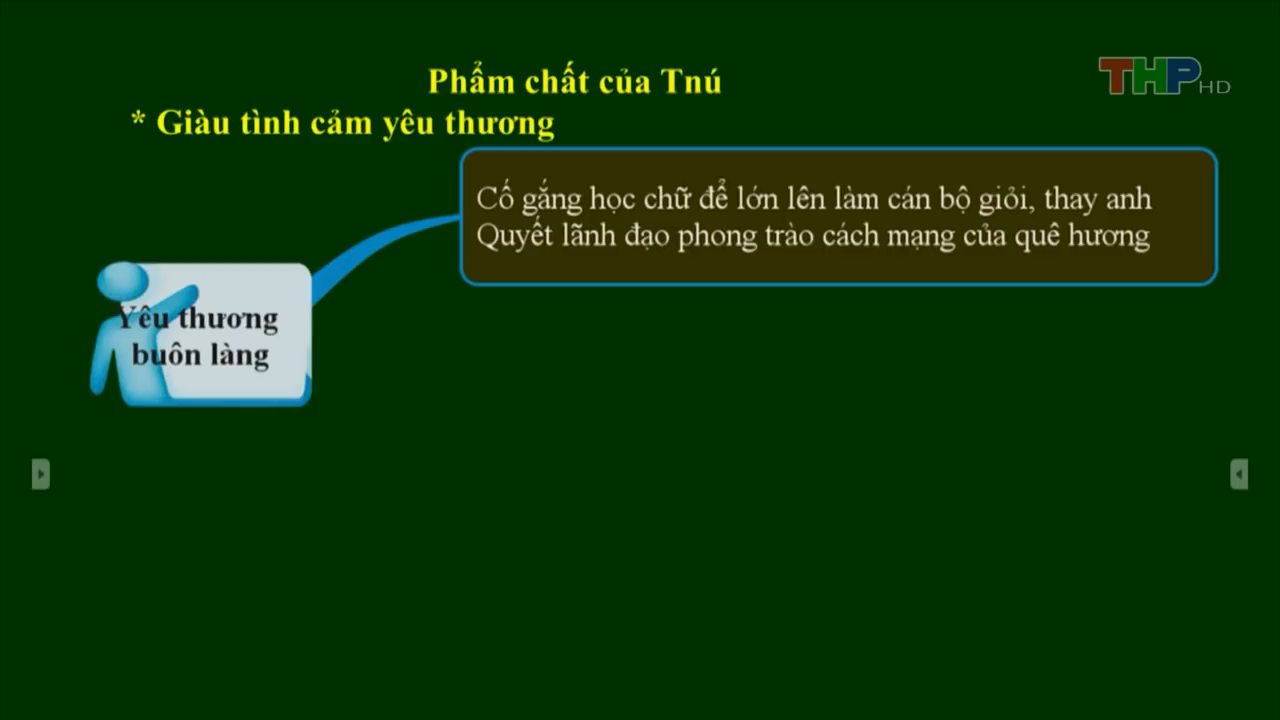 Phẩm chất của Tnú
* Giàu tình cảm yêu thương
Cố gắng học chữ để lớn lên làm cán bộ giỏi, thay anh
Quyết lãnh đạo phong trào cách mạng của quê hương
Yêu thương
buôn làng
THP HD